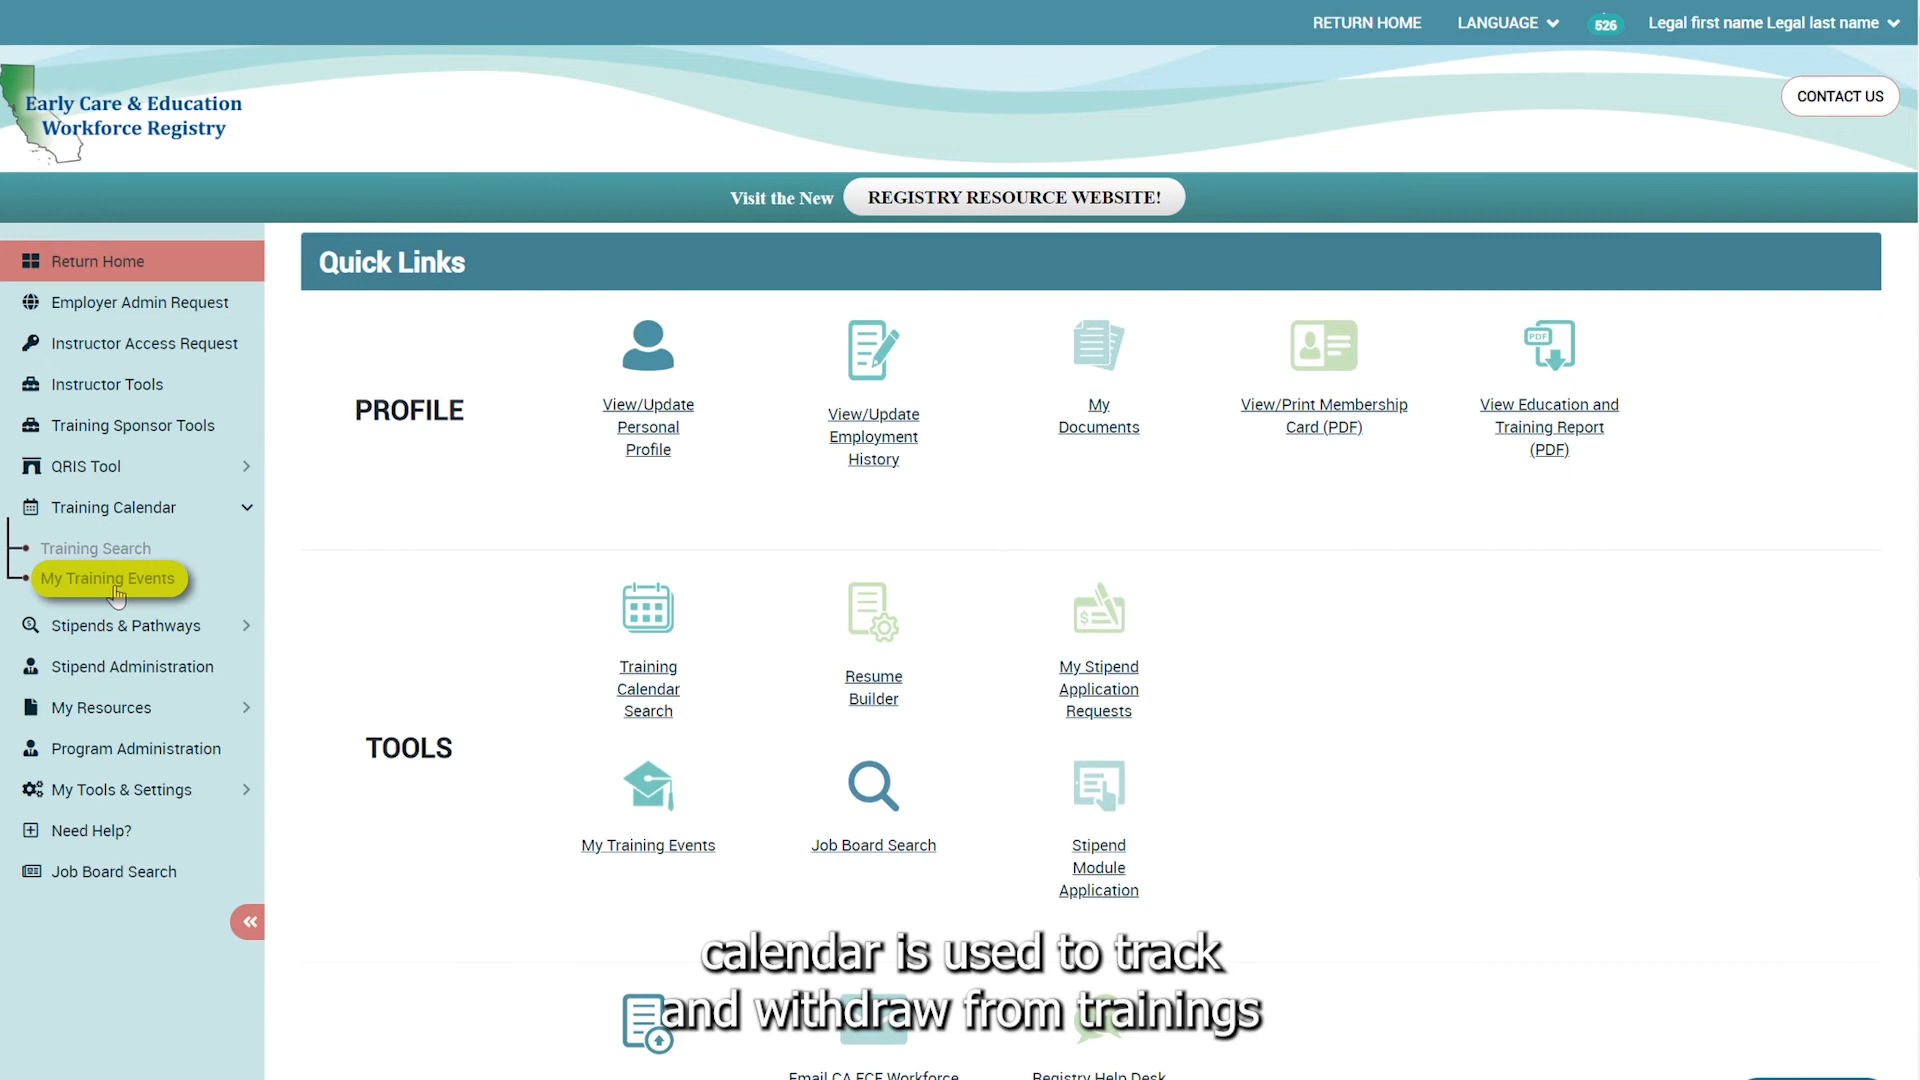 RETURN HOME
LANGUAGE
526
Legal first name Legal last name
Early Care & Education
Workforce Registry
CONTACT US
Visit the New
REGISTRY RESOURCE WEBSITE!
Return Home
Employer Admin Request
Instructor Access Request
Instructor Tools
Training Sponsor Tools
QRIS Tool
Training Calendar
Training Search
My Training Events
Stipends & Pathways
Stipend Administration
My Resources
Program Administration
My Tools & Settings
Need Help?
Job Board Search
Quick Links
PROFILE
View/Update
Personal
Profile
View/Update
Employment
History
My
Documents
View/Print Membership
Card (PDF)
PDF
View Education and
Training Report
(PDF)
TOOLS
Training
Calendar
Search
Resume
Builder
My Stipend
Application
Requests
My Training Events
Job Board Search
Stipend
Module
Application
calendar is used to track
and withdraw from trainings
Email CA ECE Workforce
Registry Help Desk